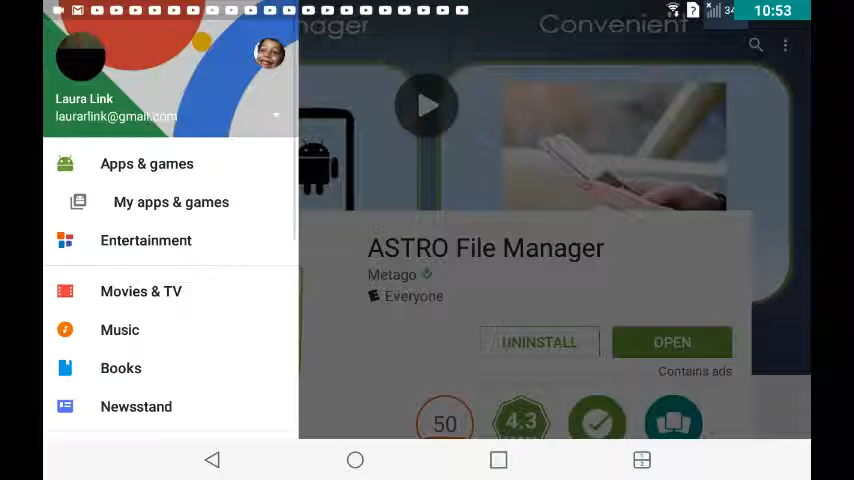 10:53
nager
Convenient
Laura Link
laurarlink@gmail.com
Apps & games
My apps & games
Entertainment
Movies & TV
Music
Books
Newsstand
ASTRO File Manager
Metago
Everyone
UNINSTALL
OPEN
Contains ads
50
4.3